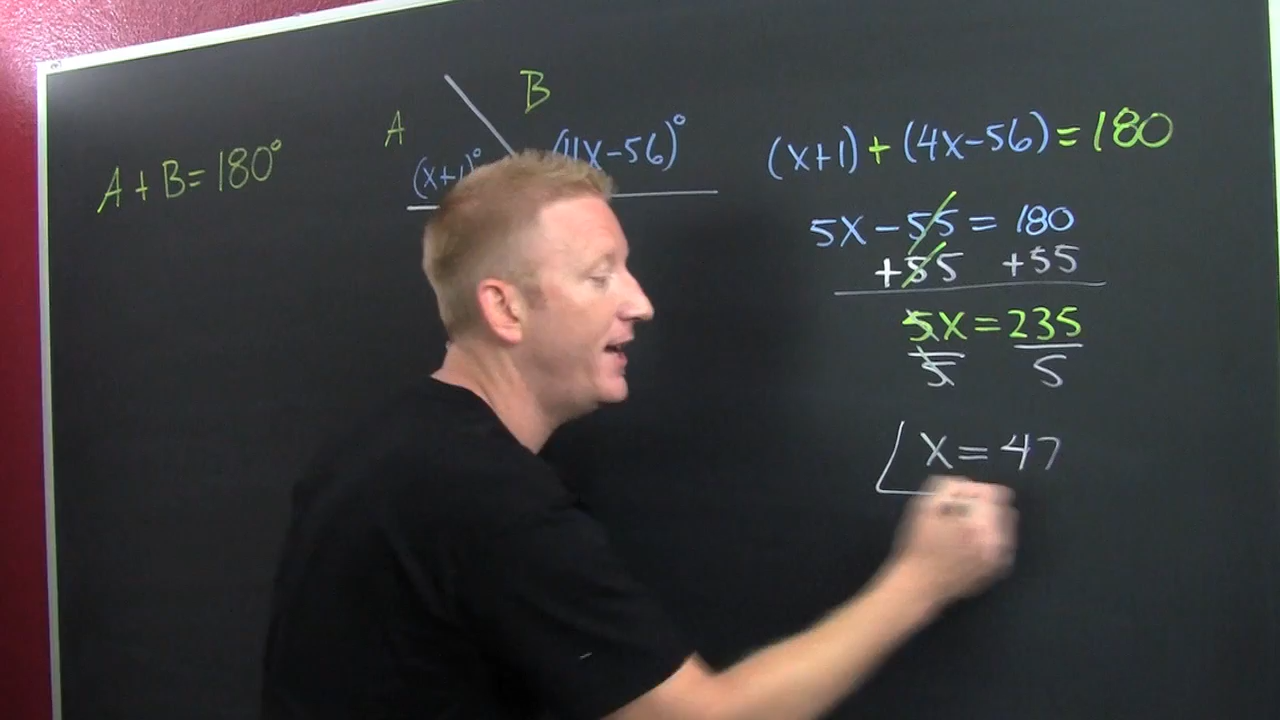 A + B = 180°
A
B
(x+1)°
(4x-56)°
(x+1) + (4x-56) = 180
5x - 55 = 180
+55 +55
5x = 235
5 5
x = 47